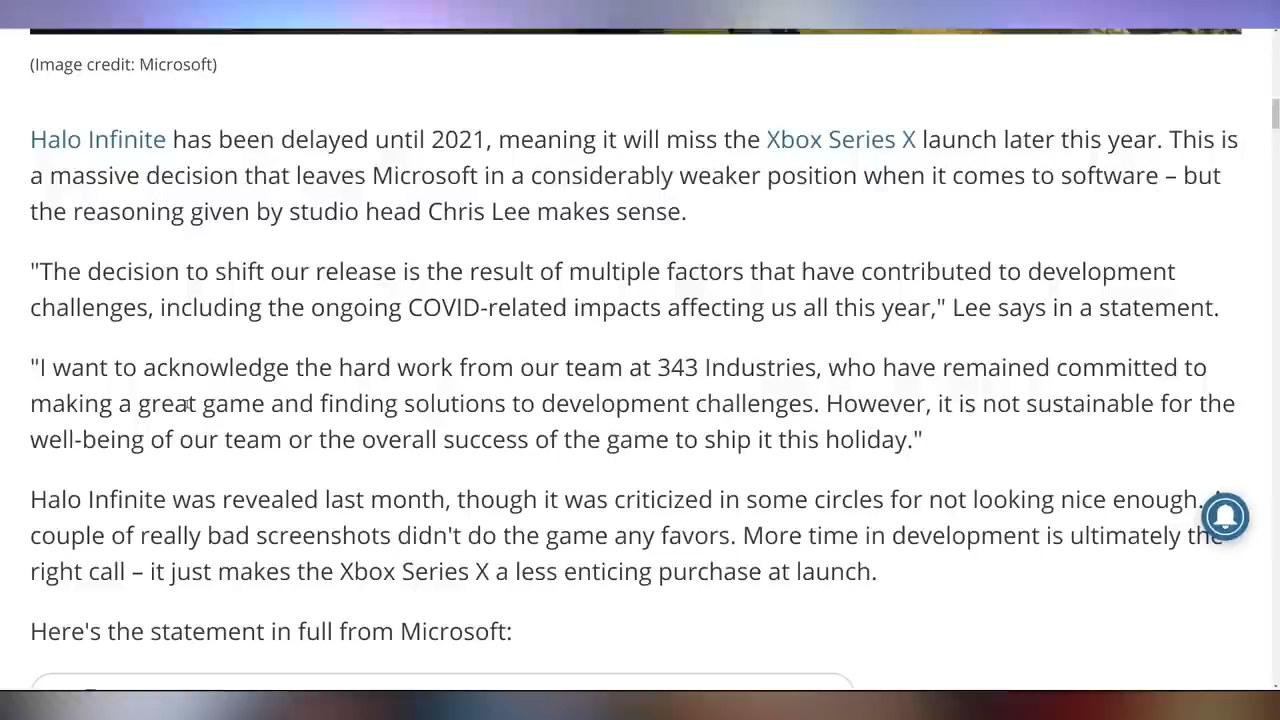 (Image credit: Microsoft)
Halo Infinite has been delayed until 2021, meaning it will miss the Xbox Series X launch later this year. This is
a massive decision that leaves Microsoft in a considerably weaker position when it comes to software – but
the reasoning given by studio head Chris Lee makes sense.
"The decision to shift our release is the result of multiple factors that have contributed to development
challenges, including the ongoing COVID-related impacts affecting us all this year," Lee says in a statement.
"I want to acknowledge the hard work from our team at 343 Industries, who have remained committed to
making a great game and finding solutions to development challenges. However, it is not sustainable for the
well-being of our team or the overall success of the game to ship it this holiday."
Halo Infinite was revealed last month, though it was criticized in some circles for not looking nice enough.
couple of really bad screenshots didn't do the game any favors. More time in development is ultimately the
right call – it just makes the Xbox Series X a less enticing purchase at launch.
Here's the statement in full from Microsoft: